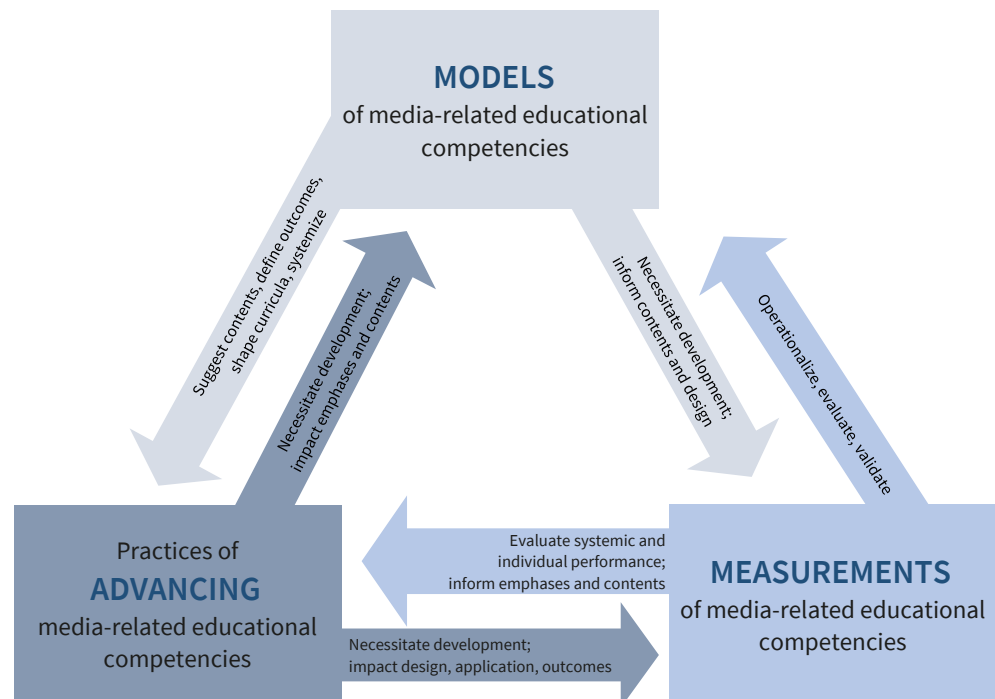 MODELS
of media-related educational
competencies
Suggest contents, define outcomes,
shape curricula, systemize
Necessitate development;
impact emphases and contents
Necessitate development;
inform contents and design
Operationalize, evaluate, validate
Practices of
ADVANCING
media-related educational
competencies
Evaluate systemic and
individual performance;
inform emphases and contents
Necessitate development;
impact design, application, outcomes
MEASUREMENTS
of media-related educational
competencies